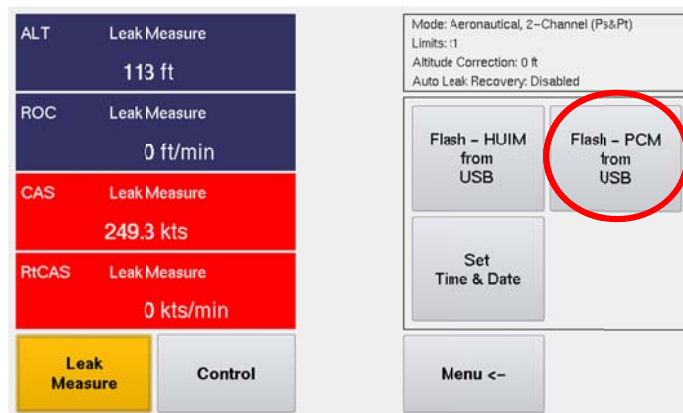 ALT Leak Measure
113 ft
ROC Leak Measure
0 ft/min
CAS Leak Measure
249.3 kts
RtCAS Leak Measure
0 kts/min
Leak
Measure
Control
Mode: Aeronautical, 2-Channel (Ps&Pt)
Limits: t1
Altitude Correction: 0 ft
Auto Leak Recovery: Disabled
Flash - HUIM
from
USB
Flash - PCM
from
USB
Set
Time & Date
Menu <-